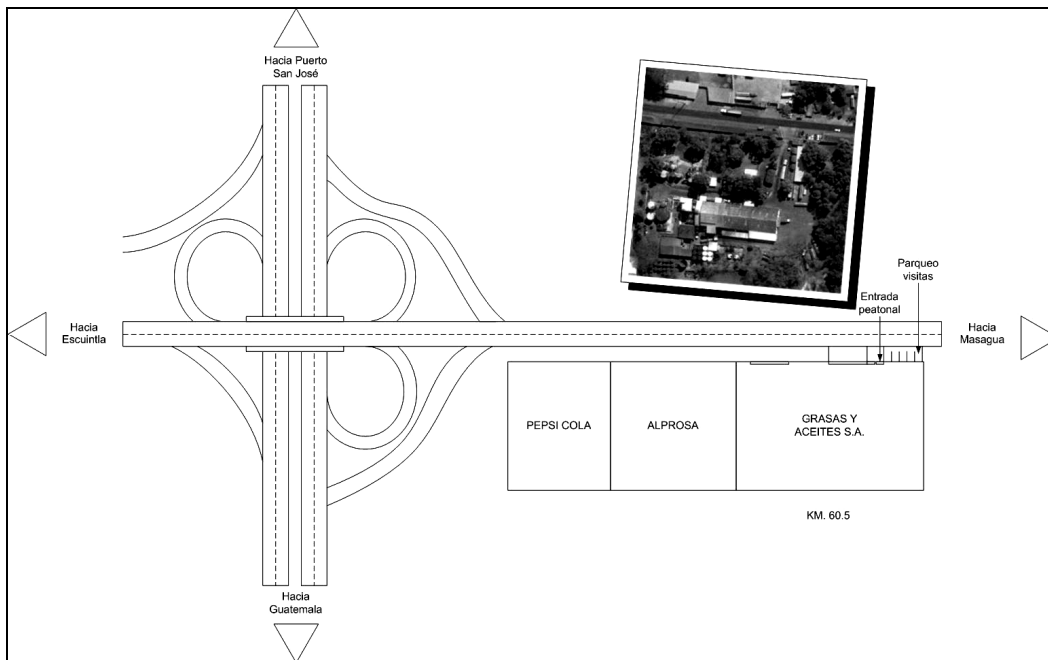 Hacia Puerto
San José
Parqueo
visitas
Entrada
peatonal
Hacia
Escuintla
Hacia
Masagua
PEPSI COLA
ALPROSA
GRASAS Y
ACEITES S.A.
KM. 60.5
Hacia
Guatemala